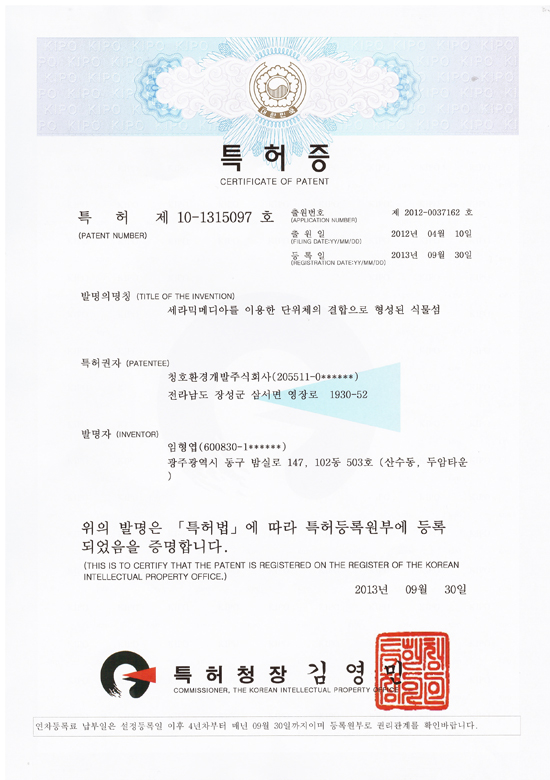 KIPO KIPO KIPO KIPO KIPO KIPO
대한민국
특허증
CERTIFICATE OF PATENT
특 허 제 10-1315097 호
(PATENT NUMBER)
출원번호 제 2012-0037162 호
(APPLICATION NUMBER)
출 원 일 2012년 04월 10일
(FILING DATE:YY/MM/DD)
등 록 일 2013년 09월 30일
(REGISTRATION DATE:YY/MM/DD)
발명의명칭 (TITLE OF THE INVENTION)
세라믹메디아를 이용한 단위체의 결합으로 형성된 식물섬
특허권자 (PATENTEE)
청호환경개발주식회사(205511-0******)
전라남도 장성군 삼서면 영장로 1930-52
발명자 (INVENTOR)
임형엽(600830-1******)
광주광역시 동구 밤실로 147, 102동 503호 (산수동, 두암타운
)
위의 발명은 「특허법」에 따라 특허등록원부에 등록
되었음을 증명합니다.
(THIS IS TO CERTIFY THAT THE PATENT IS REGISTERED ON THE REGISTER OF THE KOREAN
INTELLECTUAL PROPERTY OFFICE.)
2013년 09월 30일
특허청장 김영민
COMMISSIONER, THE KOREAN INTELLECTUAL PROPERTY OFFICE
연차등록료 납부일은 설정등록일 이후 4년차부터 매년 09월 30일까지이며 등록원부로 권리관계를 확인바랍니다.